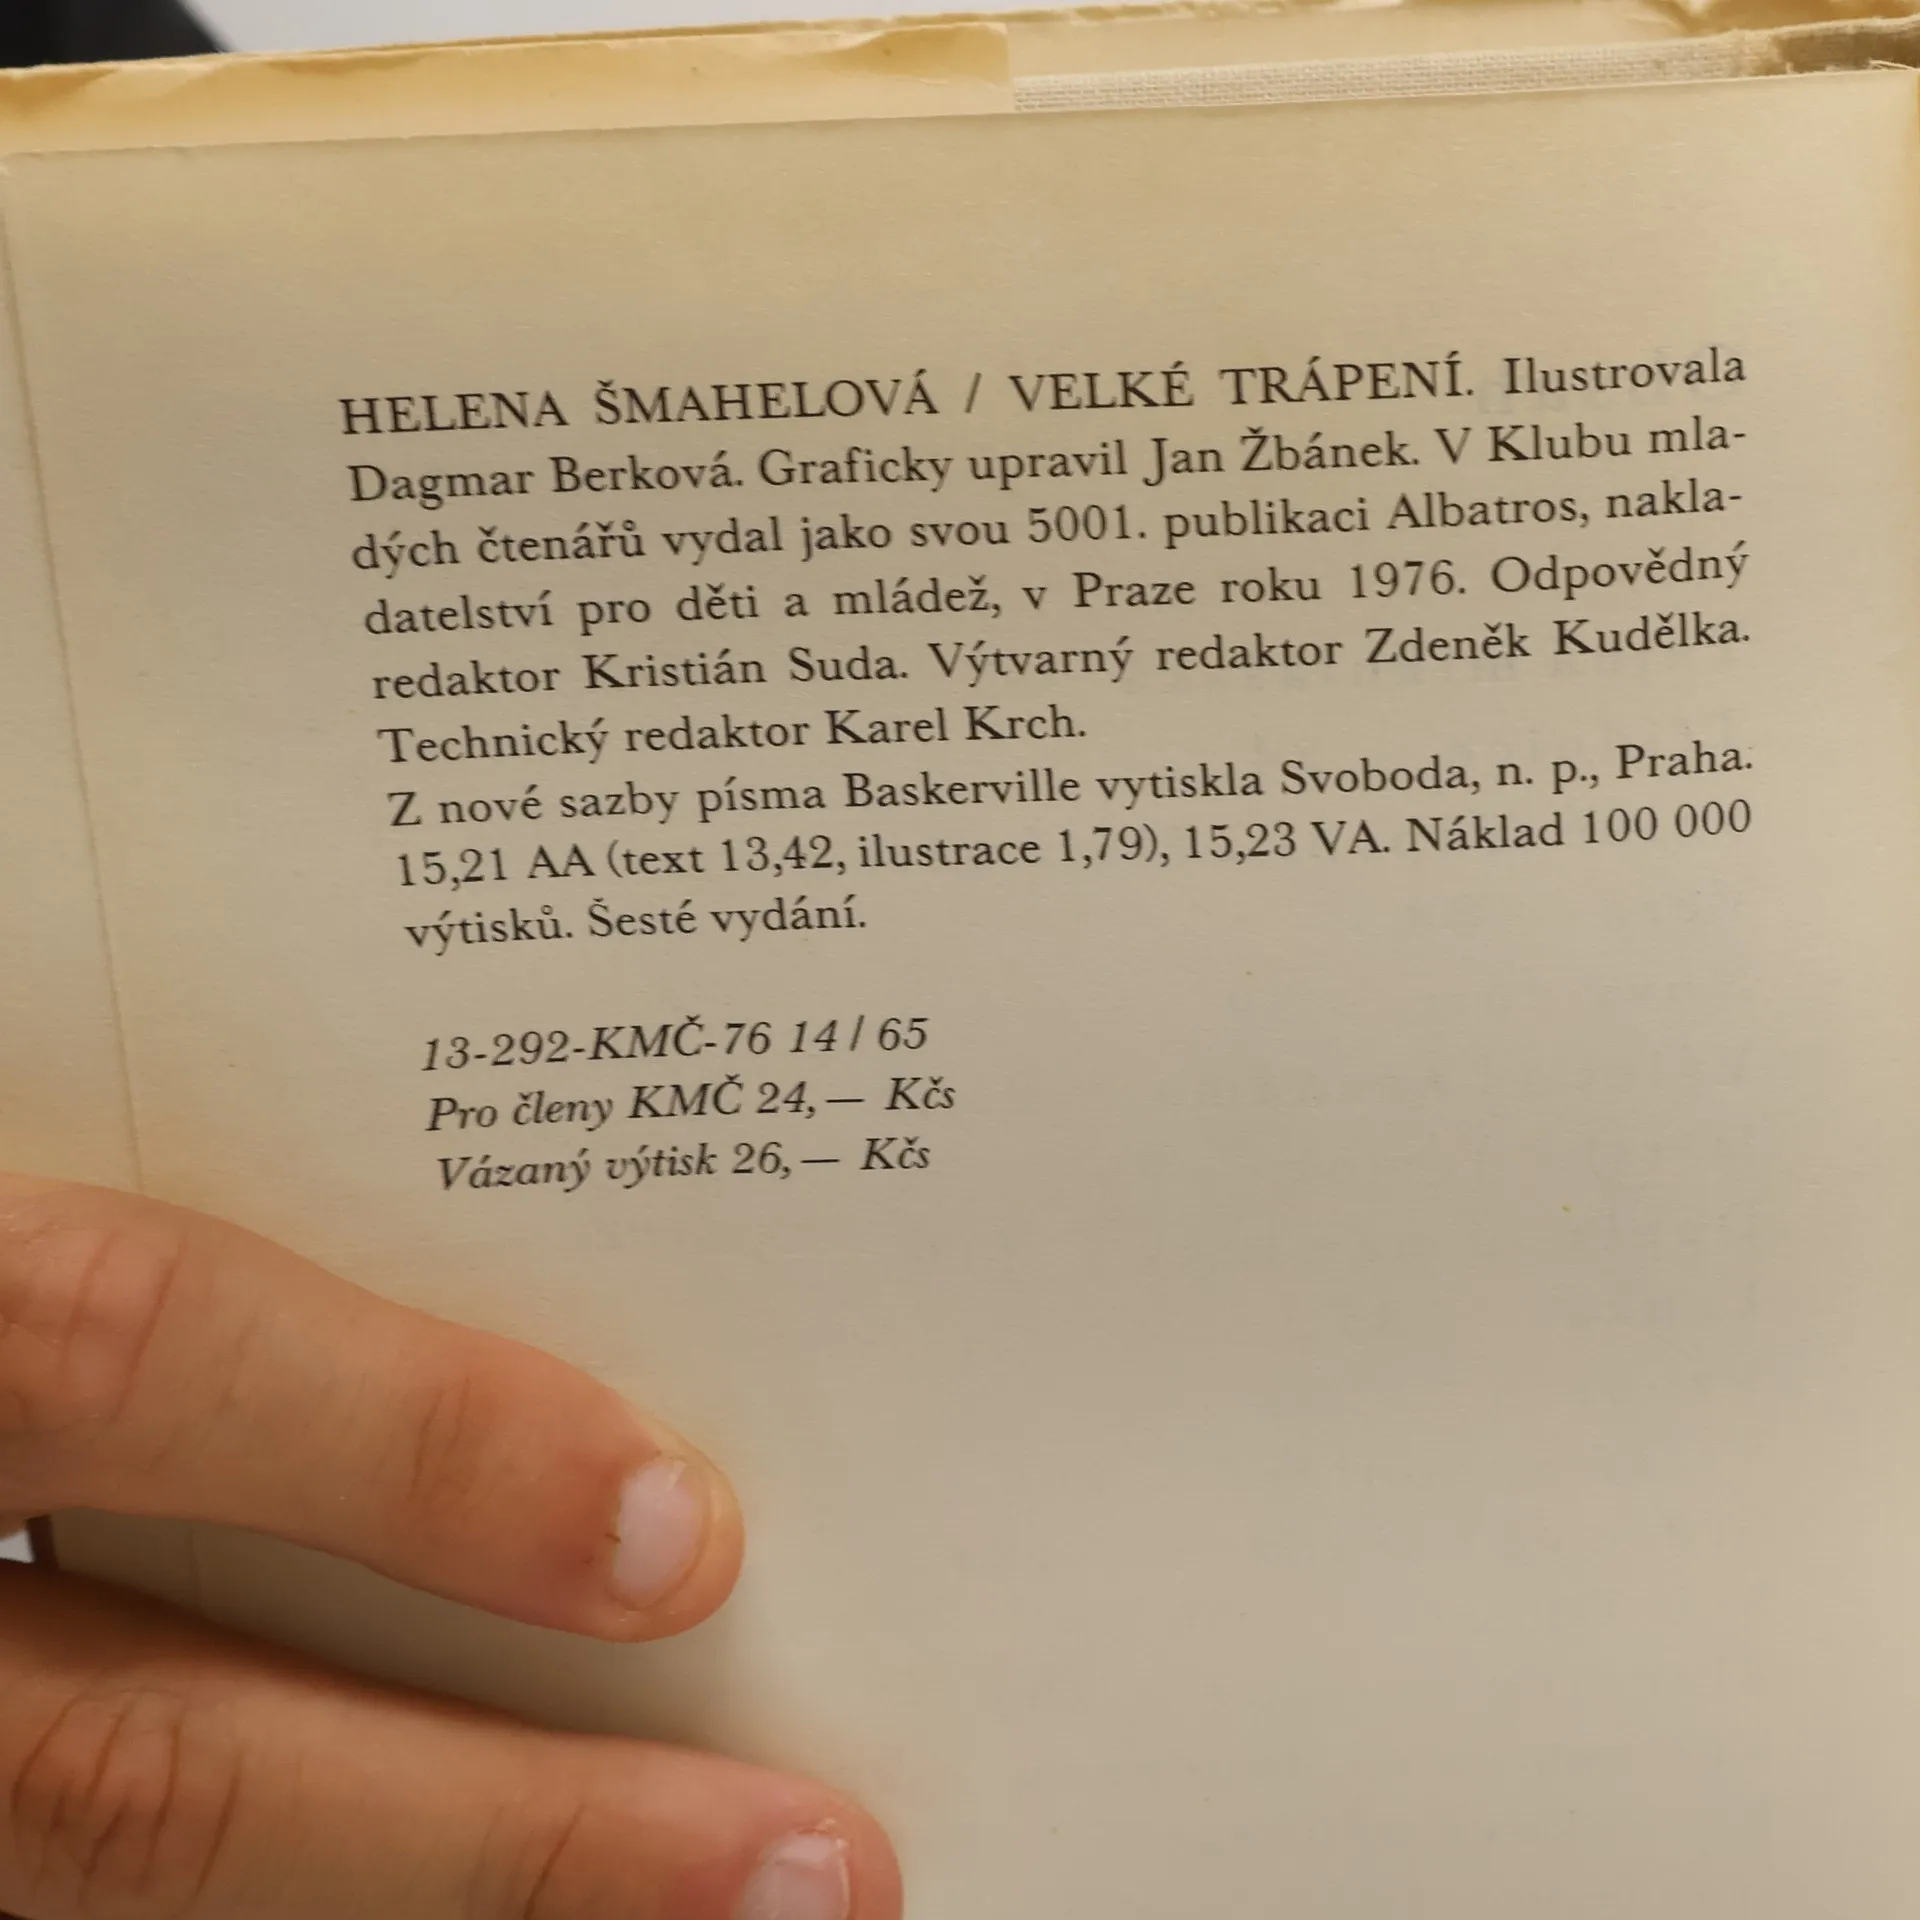 HELENA ŠMAHELOVÁ / VELKÉ TRÁPENÍ. Ilustrovala
Dagmar Berková. Graficky upravil Jan Žbánek. V Klubu mla-
dých čtenářů vydal jako svou 5001. publikaci Albatros, nakla-
datelství pro děti a mládež, v Praze roku 1976. Odpovědný
redaktor Kristián Suda. Výtvarný redaktor Zdeněk Kudělka.
Technický redaktor Karel Krch.
Z nové sazby písma Baskerville vytiskla Svoboda, n. p., Praha.
15,21 AA (text 13,42, ilustrace 1,79), 15,23 VA. Náklad 100 000
výtisků. Šesté vydání.
13-292-KMČ-76 14 / 65
Pro členy KMČ 24,— Kčs
Vázaný výtisk 26,— Kčs